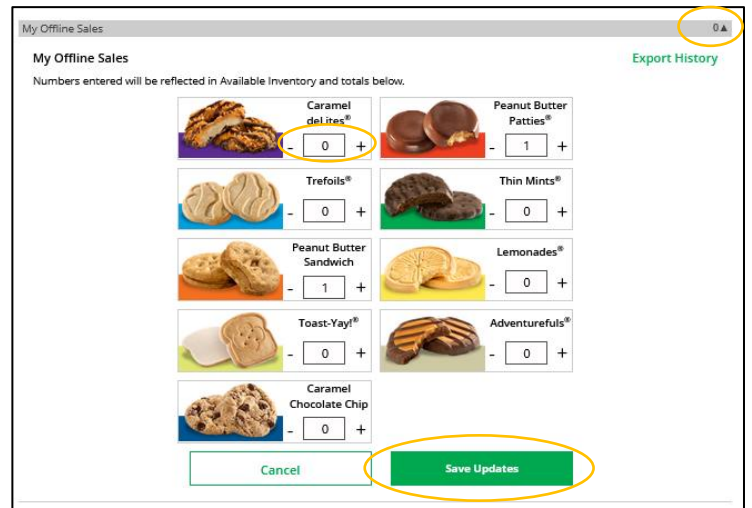 My Offline Sales 0▲
My Offline Sales Export History
Numbers entered will be reflected in Available Inventory and totals below.
Caramel
deLites®
- 0 +
Peanut Butter
Patties®
- 1 +
Trefoils®
- 0 +
Thin Mints®
- 0 +
Peanut Butter
Sandwich
- 1 +
Lemonades®
- 0 +
Toast-Yay!®
- 0 +
Adventurefuls®
- 0 +
Caramel
Chocolate Chip
- 0 +
Cancel Save Updates